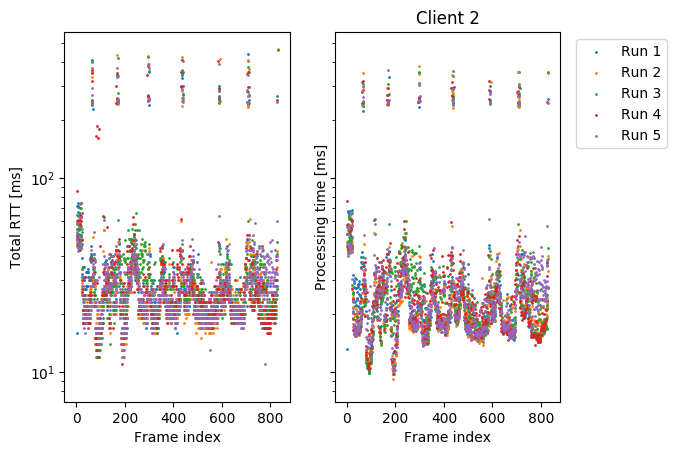 Client 2
Total RTT [ms]
10²
10¹
0 200 400 600 800
Frame index
Processing time [ms]
0 200 400 600 800
Frame index
Run 1
Run 2
Run 3
Run 4
Run 5